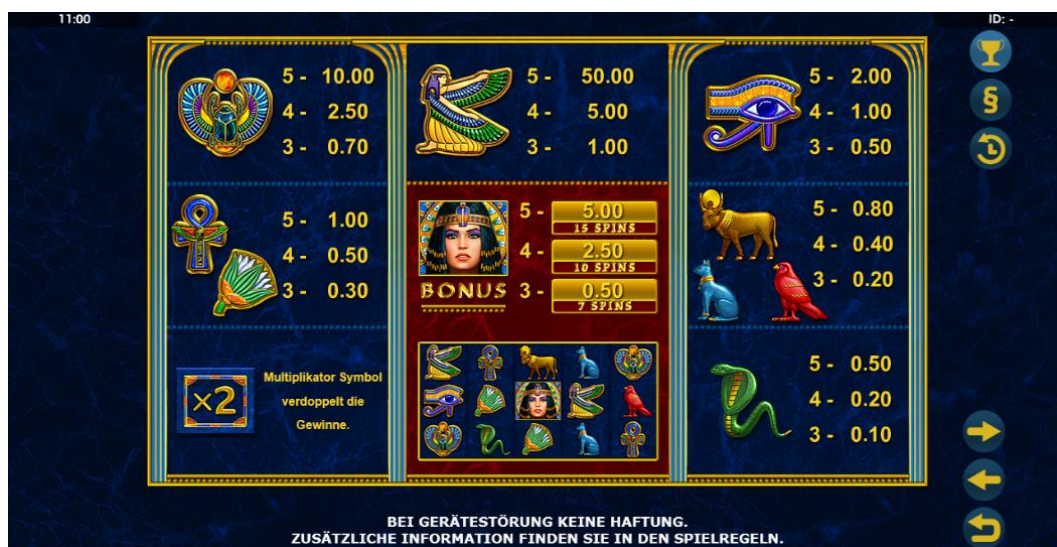 11:00
ID: -
5 - 10.00
4 - 2.50
3 - 0.70
5 - 50.00
4 - 5.00
3 - 1.00
5 - 2.00
4 - 1.00
3 - 0.50
5 - 1.00
4 - 0.50
3 - 0.30
BONUS
5 - 5.00
15 SPINS
4 - 2.50
10 SPINS
3 - 0.50
7 SPINS
5 - 0.80
4 - 0.40
3 - 0.20
×2
Multiplikator Symbol
verdoppelt die
Gewinne.
5 - 0.50
4 - 0.20
3 - 0.10
§
BEI GERÄTESTÖRUNG KEINE HAFTUNG.
ZUSÄTZLICHE INFORMATION FINDEN SIE IN DEN SPIELREGELN.